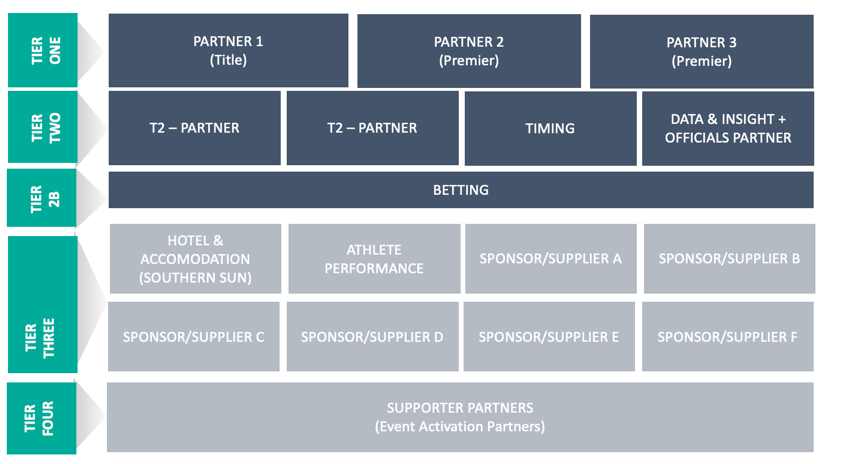 TIER
ONE
PARTNER 1
(Title)
PARTNER 2
(Premier)
PARTNER 3
(Premier)
TIER
TWO
T2 – PARTNER
T2 – PARTNER
TIMING
DATA & INSIGHT +
OFFICIALS PARTNER
TIER
2B
BETTING
TIER
THREE
HOTEL &
ACCOMODATION
(SOUTHERN SUN)
ATHLETE
PERFORMANCE
SPONSOR/SUPPLIER A
SPONSOR/SUPPLIER B
SPONSOR/SUPPLIER C
SPONSOR/SUPPLIER D
SPONSOR/SUPPLIER E
SPONSOR/SUPPLIER F
TIER
FOUR
SUPPORTER PARTNERS
(Event Activation Partners)